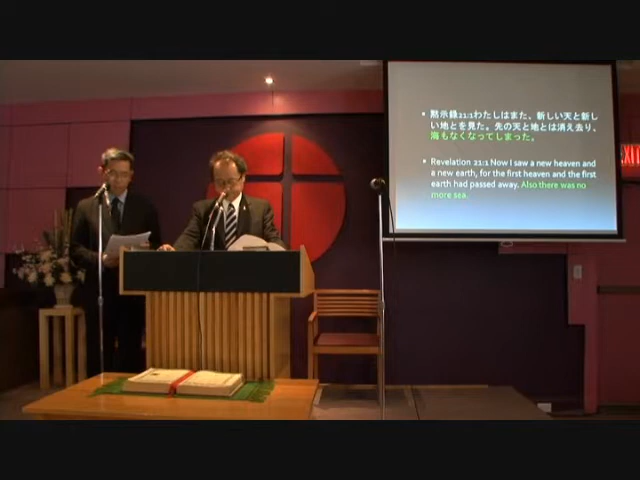 黙示録21:1わたしはまた、新しい天と新し
い地とを見た。先の天と地とは消え去り、
海もなくなってしまった。
Revelation 21:1 Now I saw a new heaven and
a new earth, for the first heaven and the first
earth had passed away. Also there was no
more sea.
EXIT